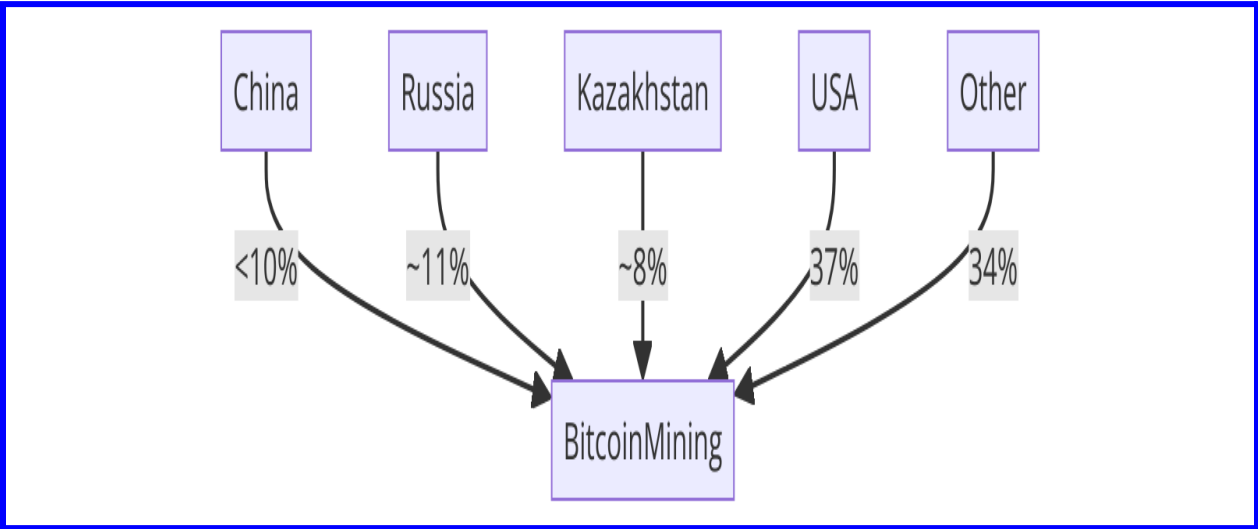 China
Russia
Kazakhstan
USA
Other
<10%
~11%
~8%
37%
34%
BitcoinMining